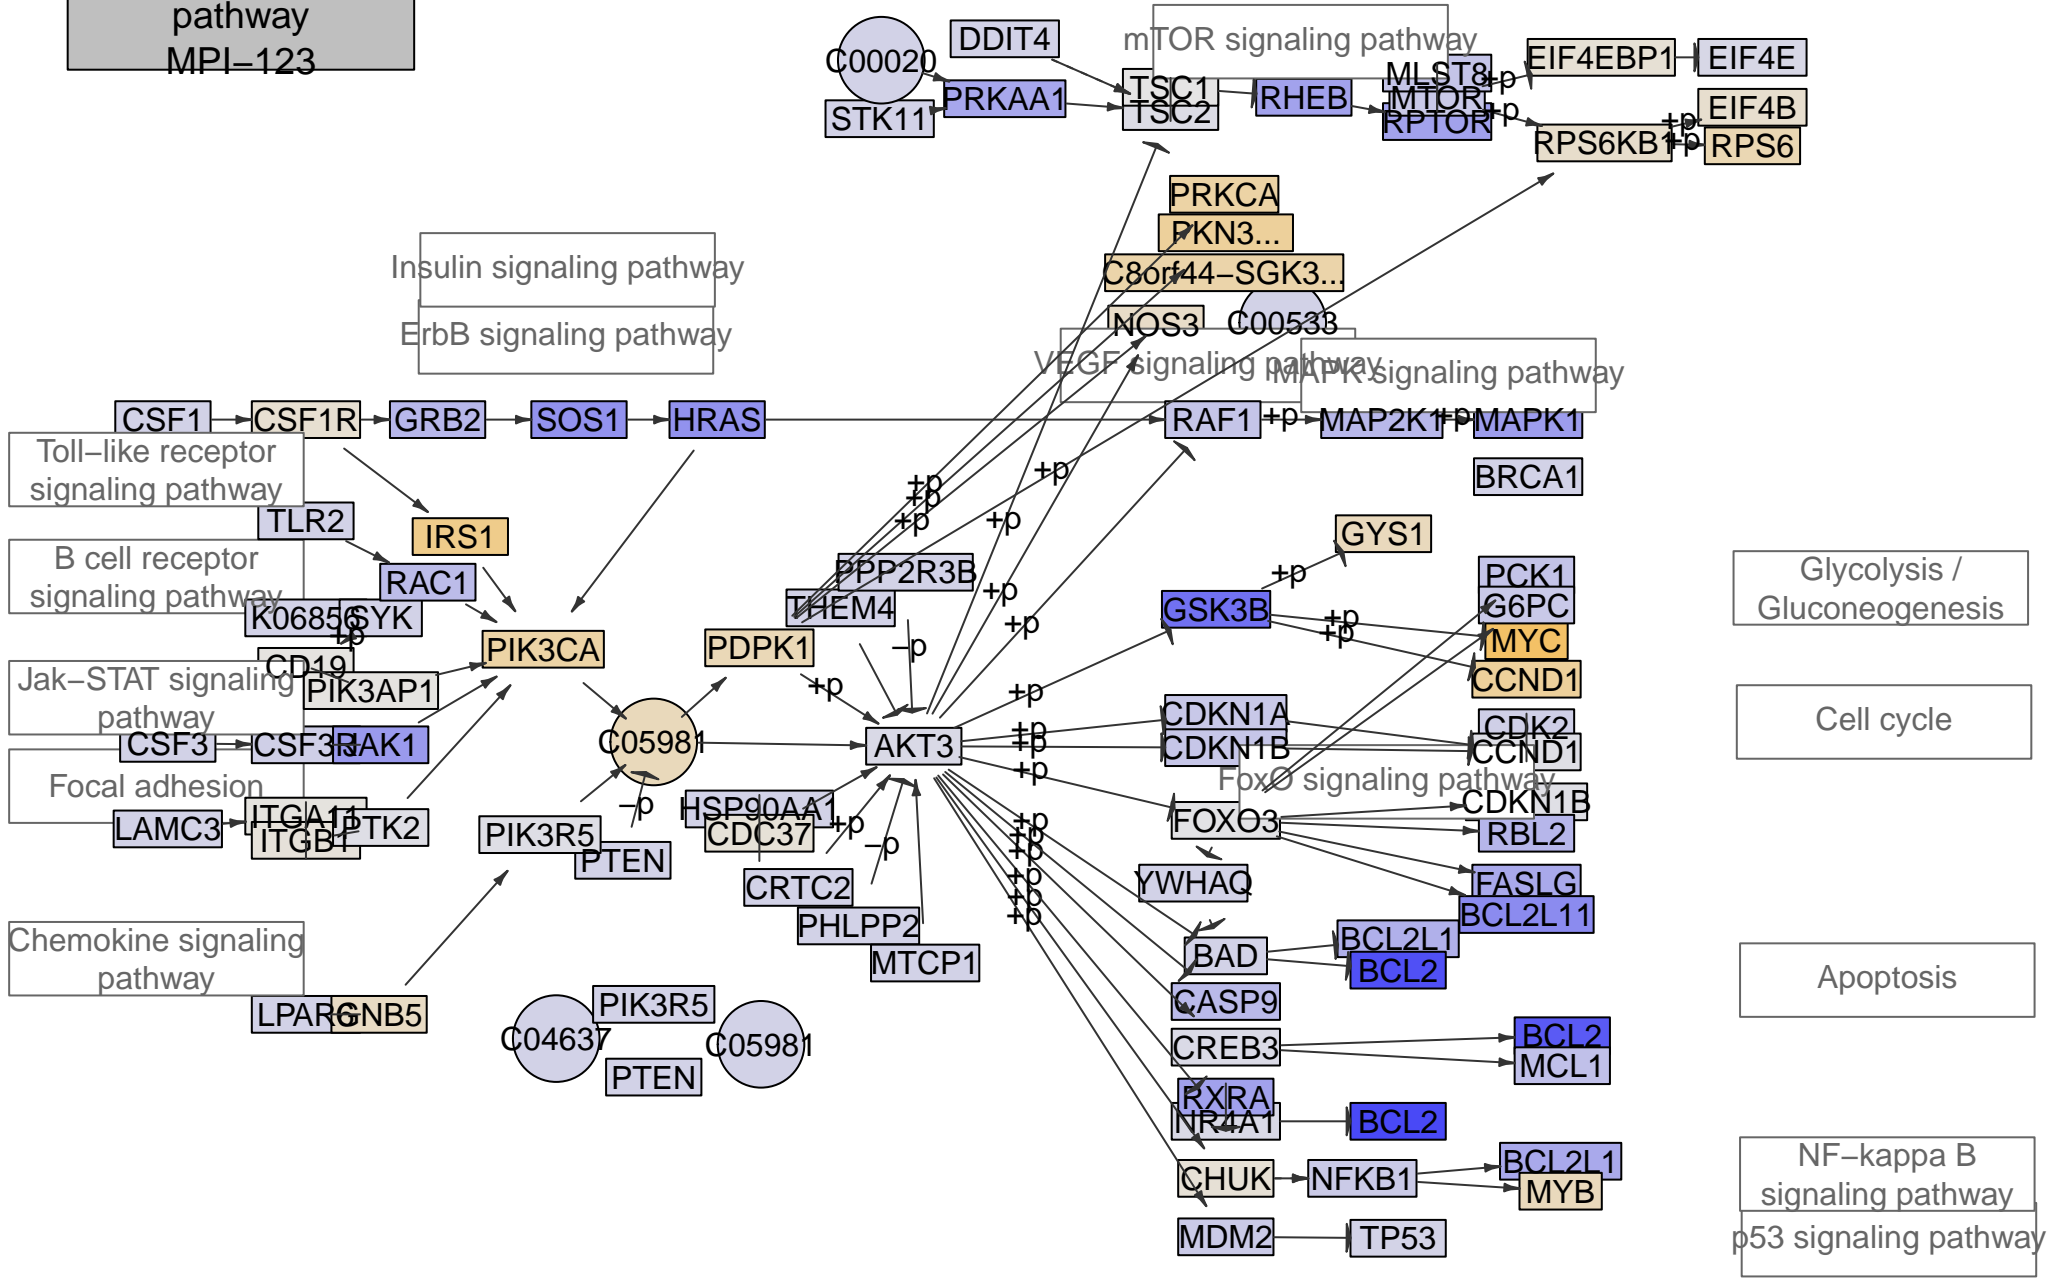 pathway
MPI−123
C00020
DDIT4
STK11
PRKAA1
mTOR signaling pathway
TSC1
TSC2
RHEB
MLST8
MTOR
RPTOR
+p
+p
EIF4EBP1
EIF4E
RPS6KB1
+p
+p
EIF4B
RPS6
PRKCA
PKN3...
C8orf44−SGK3...
NOS3
C00533
VEGF signaling pathway
MAPK signaling pathway
Insulin signaling pathway
ErbB signaling pathway
CSF1
CSF1R
GRB2
SOS1
HRAS
RAF1
+p
MAP2K1
+p
MAPK1
BRCA1
Toll−like receptor
signaling pathway
TLR2
IRS1
B cell receptor
signaling pathway
RAC1
K06856
SYK
+p
CD19
PIK3AP1
PIK3CA
Jak−STAT signaling
pathway
CSF3
CSF3R
JAK1
Focal adhesion
LAMC3
ITGA11
ITGB1
PTK2
Chemokine signaling
pathway
LPAR6
GNB5
PDPK1
PPP2R3B
THEM4
+p
+p
+p
+p
+p
+p
+p
−p
+p
C05981
AKT3
PIK3R5
PTEN
−p
HSP90AA1
CDC37
+p
−p
CRTC2
PHLPP2
MTCP1
C04637
PIK3R5
PTEN
C05981
GYS1
+p
GSK3B
+p
+p
PCK1
G6PC
MYC
CCND1
Glycolysis /
Gluconeogenesis
+p
+p
+p
+p
CDKN1A
CDKN1B
CDK2
CCND1
Cell cycle
FoxO signaling pathway
FOXO3
CDKN1B
RBL2
+p
+p
+p
+p
+p
+p
YWHAQ
FASLG
BCL2L11
BAD
BCL2L1
BCL2
Apoptosis
CASP9
CREB3
BCL2
MCL1
RXRA
NR4A1
BCL2
CHUK
NFKB1
BCL2L1
MYB
NF−kappa B
signaling pathway
MDM2
TP53
p53 signaling pathway